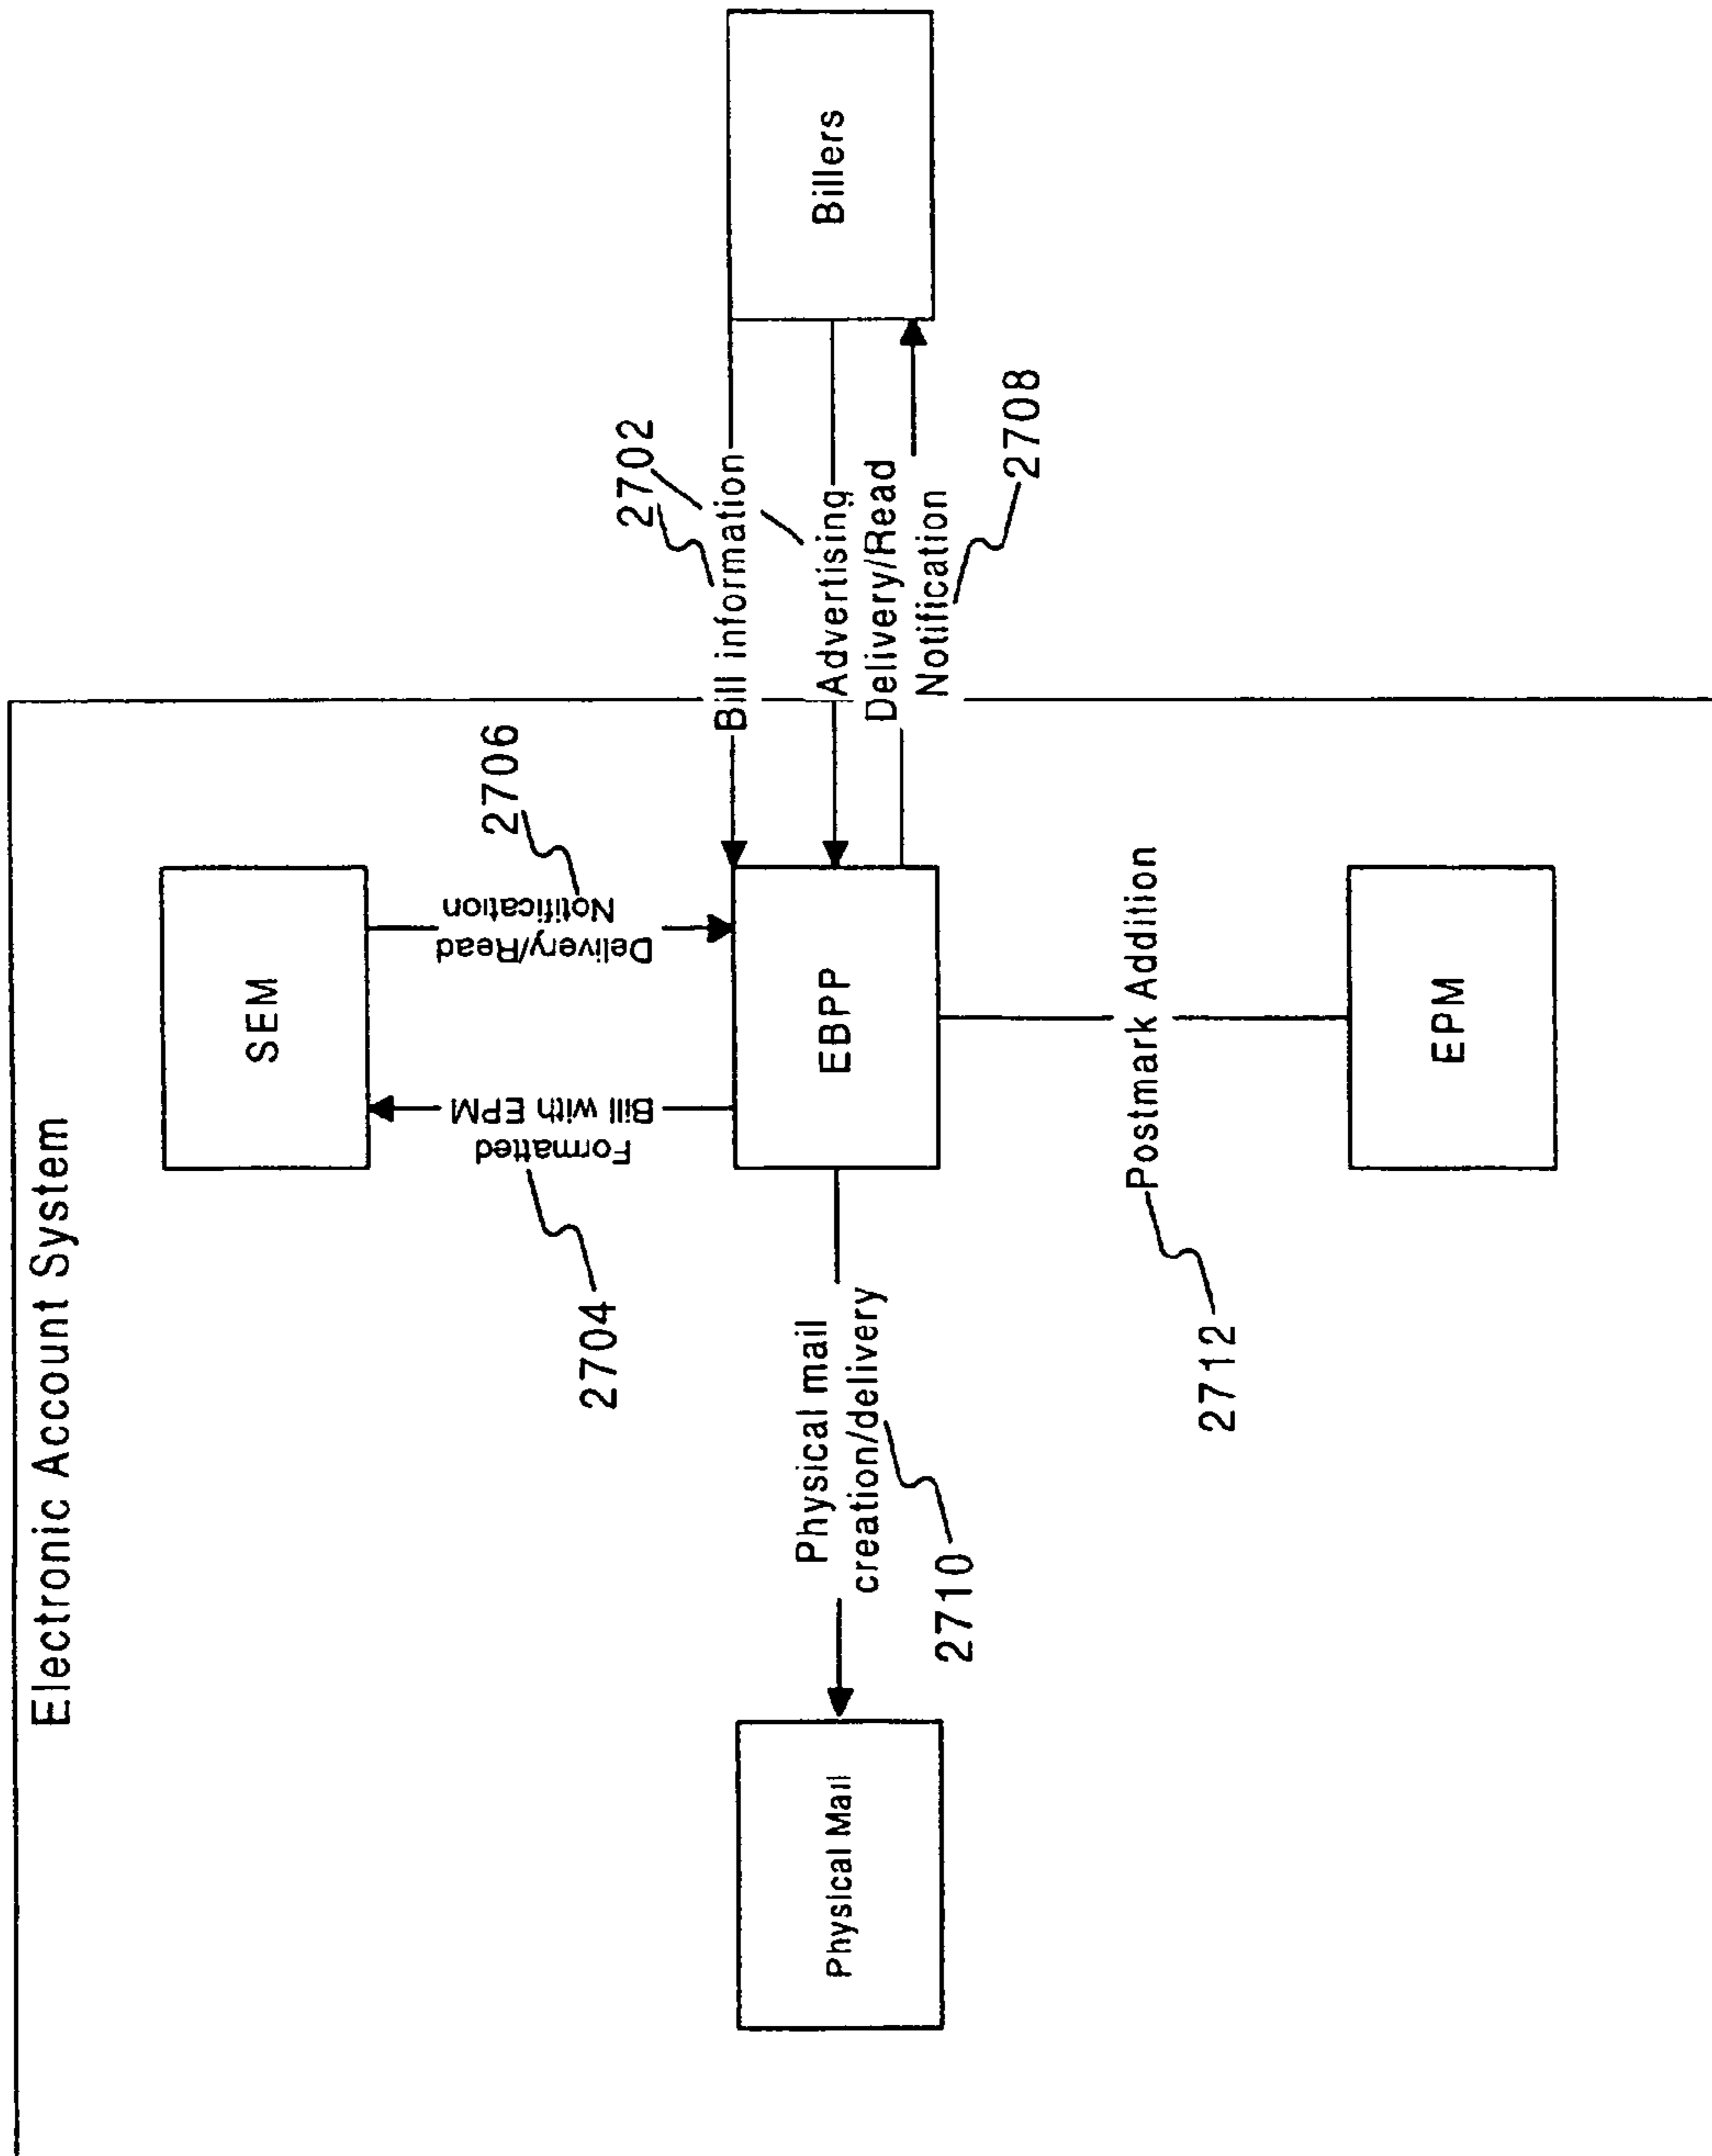 Electronic Account System
SEM
Formatted
Bill with EPM
2704
Delivery/Read
Notification
2706
2702
Bill information
Billers
Physical Mail
Physical mail
creation/delivery
2710
EBPP
Advertising
Delivery/Read
Notification
2708
Postmark Addition
2712
EPM